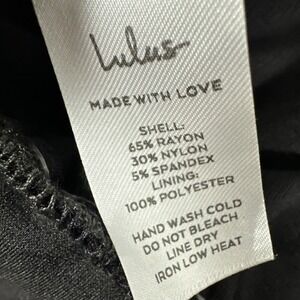 Lulus
MADE WITH LOVE
SHELL:
65% RAYON
30% NYLON
5% SPANDEX
LINING:
100% POLYESTER
HAND WASH COLD
DO NOT BLEACH
LINE DRY
IRON LOW HEAT